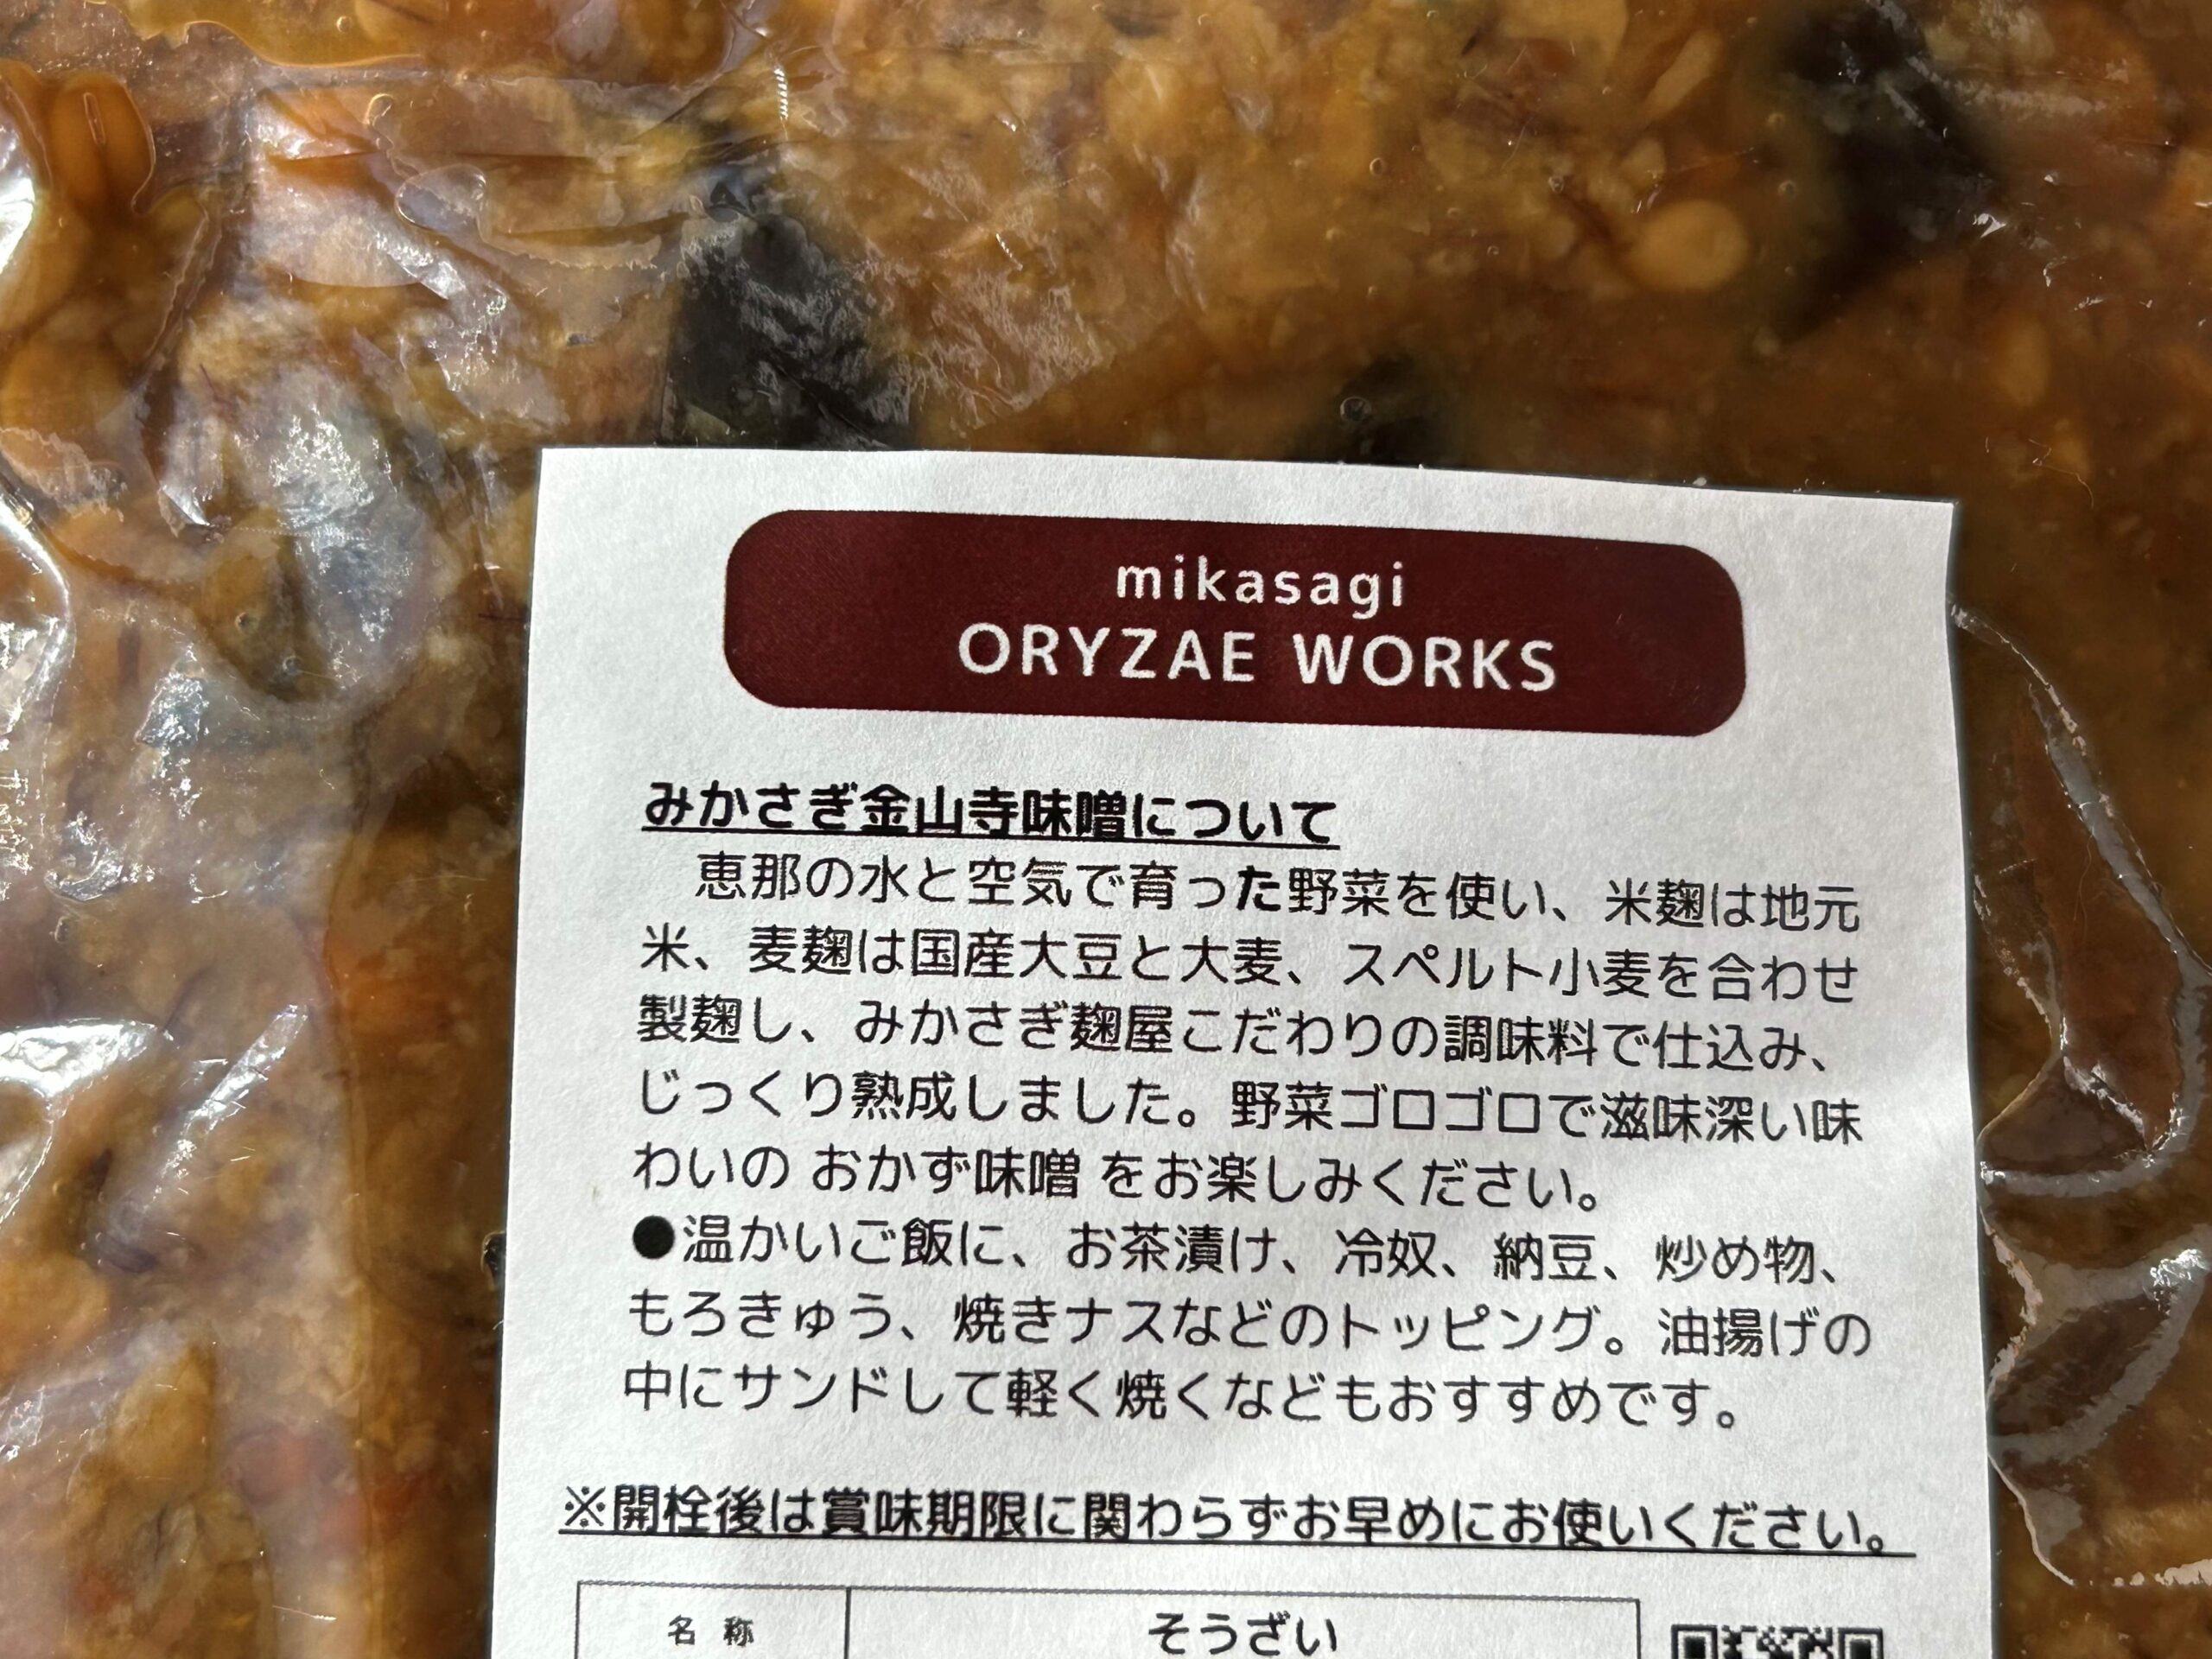 mikasagi
ORYZAE WORKS
みかさぎ金山寺味噌について
恵那の水と空気で育った野菜を使い、米麹は地元
米、麦麹は国産大豆と大麦、スペルト小麦を合わせ
製麹し、みかさぎ麹屋こだわりの調味料で仕込み、
じっくり熟成しました。野菜ゴロゴロで滋味深い味
わいの おかず味噌 をお楽しみください。
●温かいご飯に、お茶漬け、冷奴、納豆、炒め物、
もろきゅう、焼きナスなどのトッピング。油揚げの
中にサンドして軽く焼くなどもおすすめです。
※開栓後は賞味期限に関わらずお早めにお使いください。
名 称 そうざい